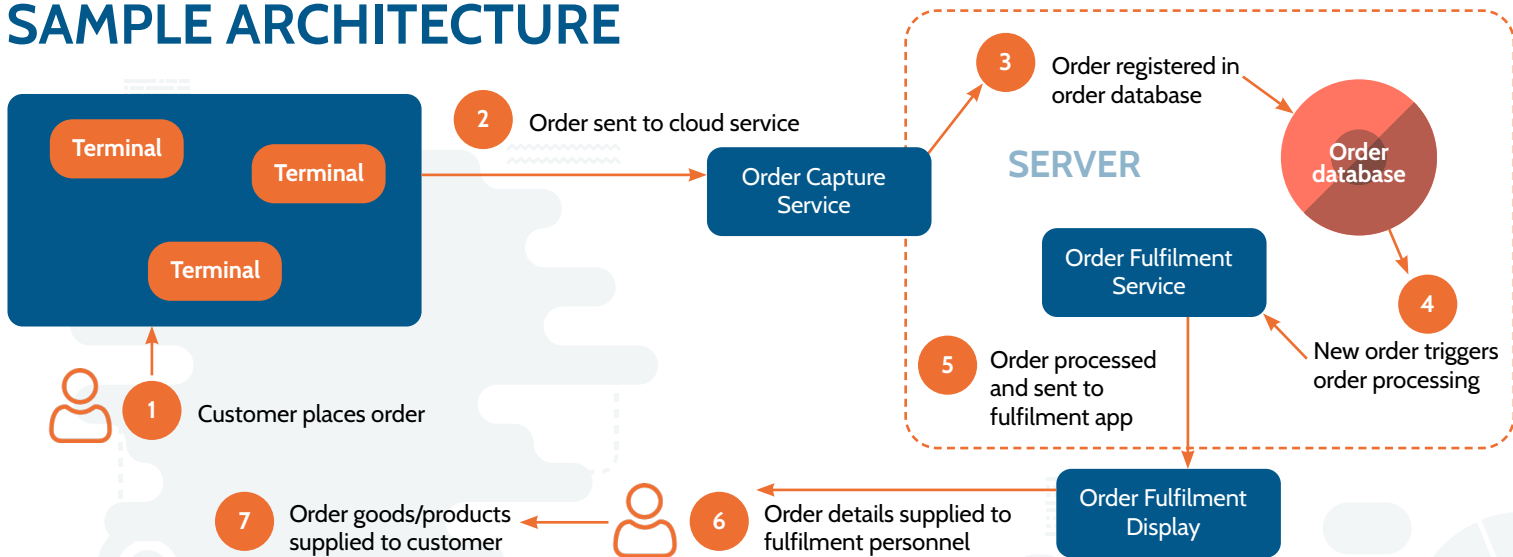 SAMPLE ARCHITECTURE
Terminal
Terminal
Terminal
1
Customer places order
2
Order sent to cloud service
Order Capture
Service
3
Order registered in
order database
SERVER
Order
database
4
New order triggers
order processing
Order Fulfilment
Service
5
Order processed
and sent to
fulfilment app
Order Fulfilment
Display
6
Order details supplied to
fulfilment personnel
7
Order goods/products
supplied to customer